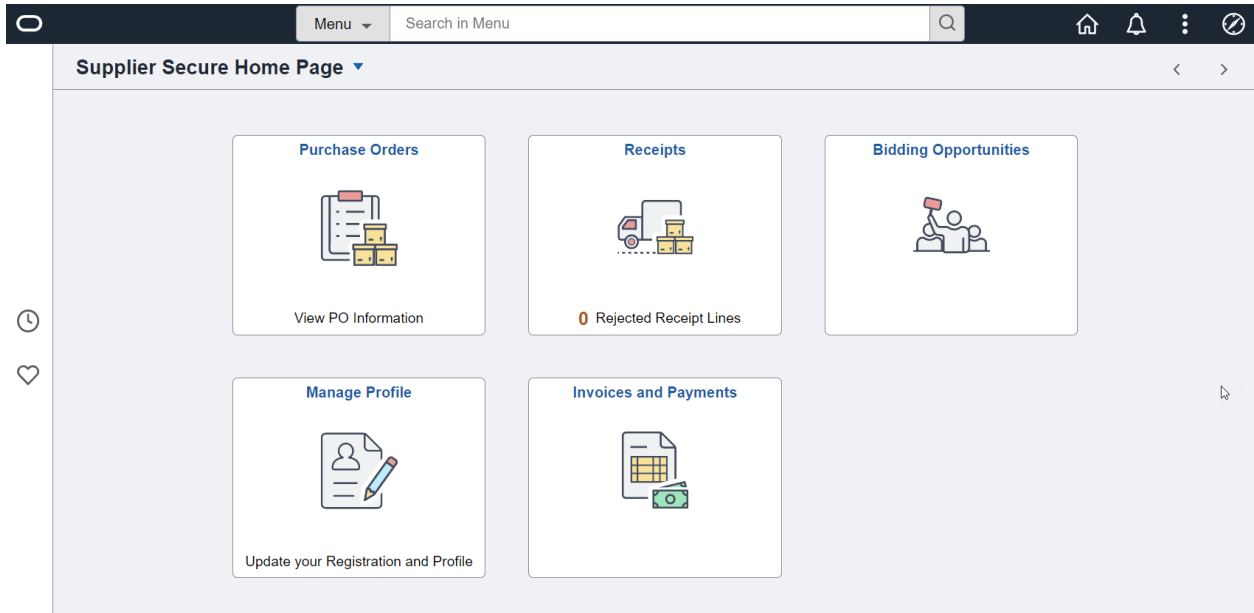 Menu
Search in Menu
Supplier Secure Home Page
Purchase Orders
View PO Information
Receipts
0 Rejected Receipt Lines
Bidding Opportunities
Manage Profile
Update your Registration and Profile
Invoices and Payments